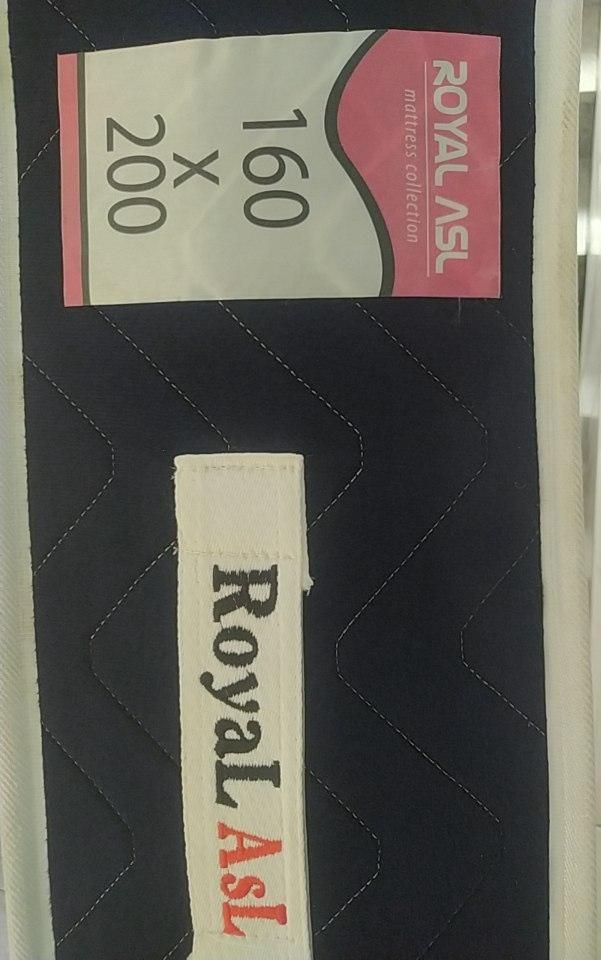 ROYAL ASL
mattress collection
160
X
200
RoyaL AsL